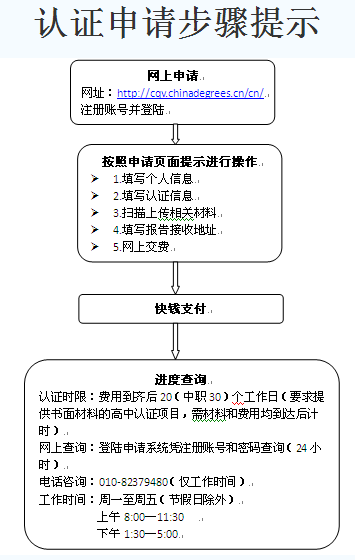 认证申请步骤提示
网上申请
网址：http://cqv.chinadegrees.cn/cn/
注册账号并登陆
按照申请页面提示进行操作
➢ 1.填写个人信息
➢ 2.填写认证信息
➢ 3.扫描上传相关材料
➢ 4.填写报告接收地址
➢ 5.网上交费
快钱支付
进度查询
认证时限：费用到齐后20（中职30）个工作日（要求提
供书面材料的高中认证项目，需材料和费用均到达后计
时）
网上查询：登陆申请系统凭注册账号和密码查询（24小
时）
电话咨询：010-82379480（仅工作时间）
工作时间：周一至周五（节假日除外）
上午 8:00—11:30
下午 1:30—5:00